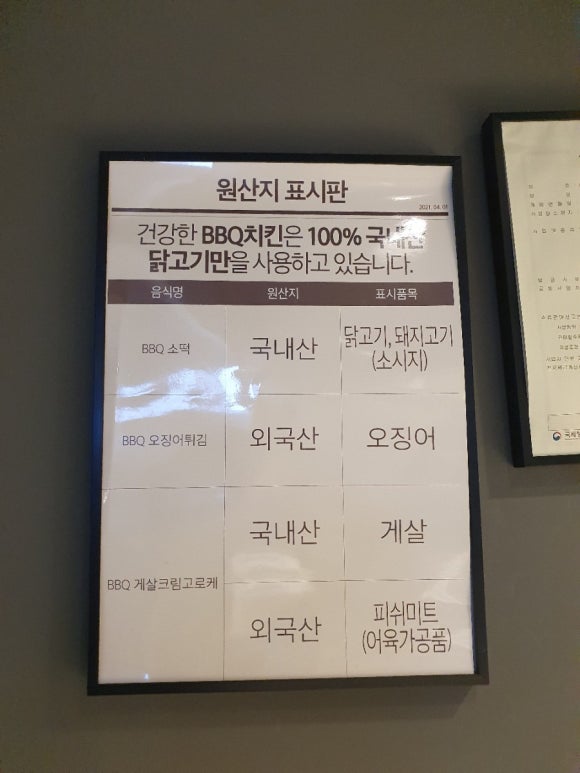 원산지 표시판
2021. 04. 01
건강한 BBQ치킨은 100% 국내산
닭고기만을 사용하고 있습니다.
음식명 원산지 표시품목
BBQ 소떡 국내산 닭고기, 돼지고기
(소시지)
BBQ 오징어튀김 외국산 오징어
BBQ 게살크림고로케 국내산 게살
외국산 피쉬미트
(어육가공품)